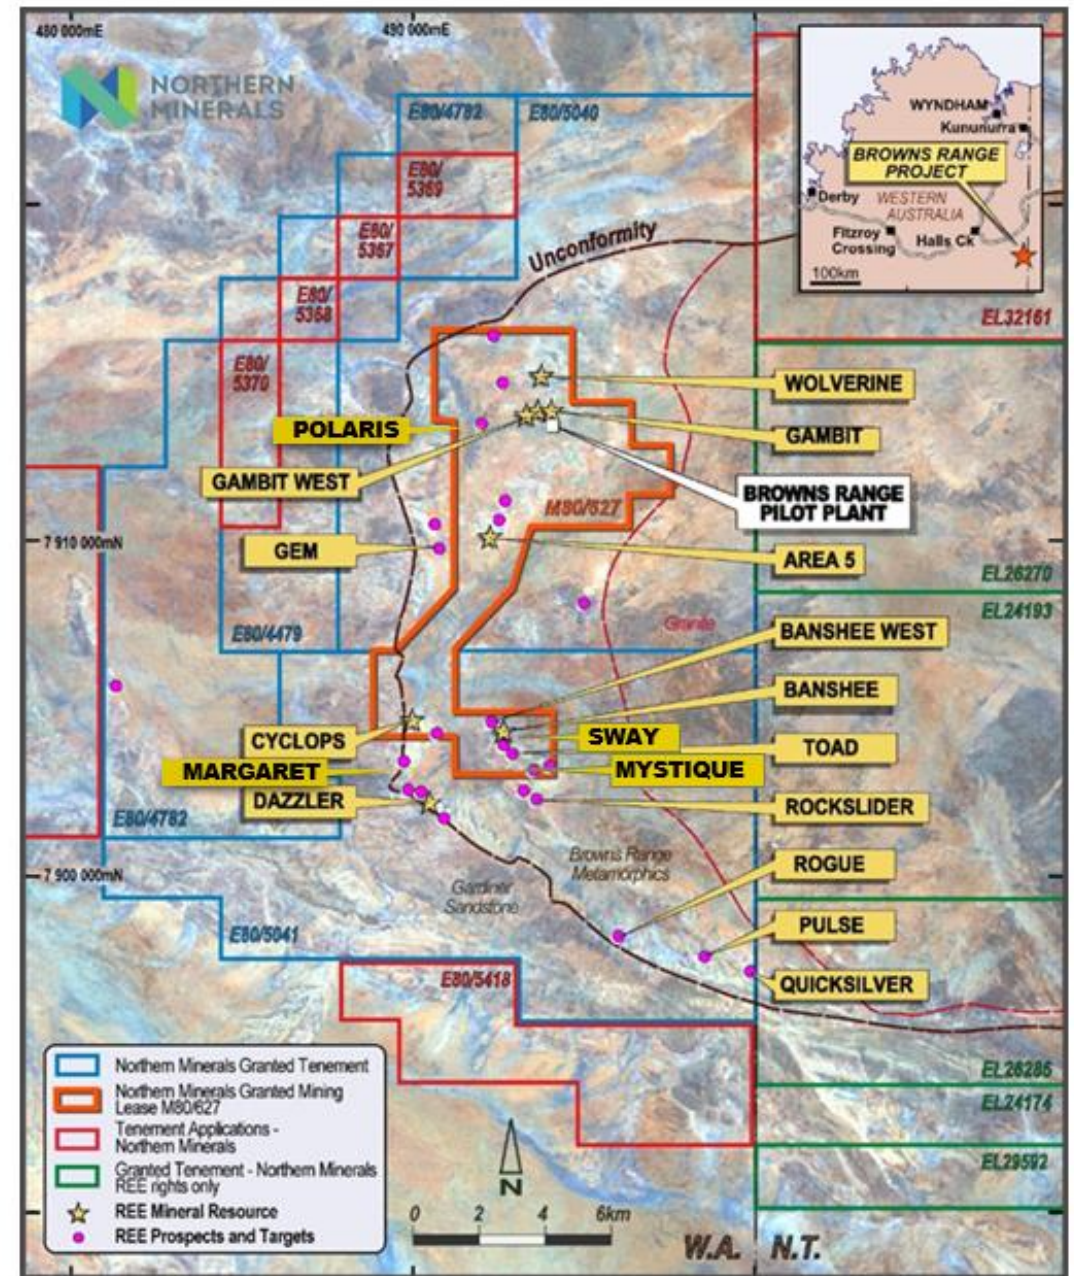 480 000mE
490 000mE
NORTHERN
MINERALS
E80/4782
E80/5040
E80/
5369
E80/
5367
E80/
5368
E80/
5370
Unconformity
WYNDHAM
Kununurra
BROWNS RANGE
PROJECT
Derby
WESTERN
AUSTRALIA
Fitzroy
Crossing
Halls Ck
100km
EL32161
WOLVERINE
POLARIS
GAMBIT
GAMBIT WEST
BROWNS RANGE
PILOT PLANT
M80/627
7 910 000mN
GEM
AREA 5
EL26270
EL24193
E80/4479
Granite
BANSHEE WEST
BANSHEE
CYCLOPS
SWAY
TOAD
MARGARET
MYSTIQUE
DAZZLER
ROCKSLIDER
E80/4782
Browns Range
Metamorphics
ROGUE
7 900 000mN
Gardiner
Sandstone
PULSE
E80/5041
E80/5418
QUICKSILVER
Northern Minerals Granted Tenement
Northern Minerals Granted Mining
Lease M80/627
Tenement Applications -
Northern Minerals
Granted Tenement - Northern Minerals
REE rights only
REE Mineral Resource
REE Prospects and Targets
N
0 2 4 6km
EL26286
EL24174
EL29592
W.A. N.T.